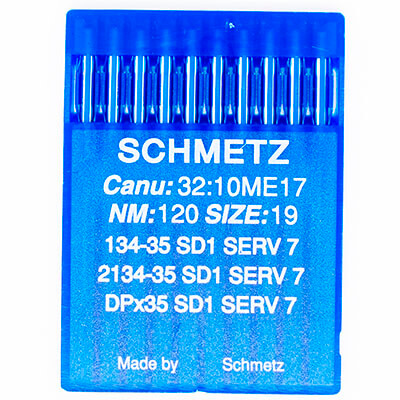 SCHMETZ
Canu: 32:10ME17
NM:120 SIZE:19
134-35 SD1 SERV 7
2134-35 SD1 SERV 7
DPx35 SD1 SERV 7
Made by Schmetz